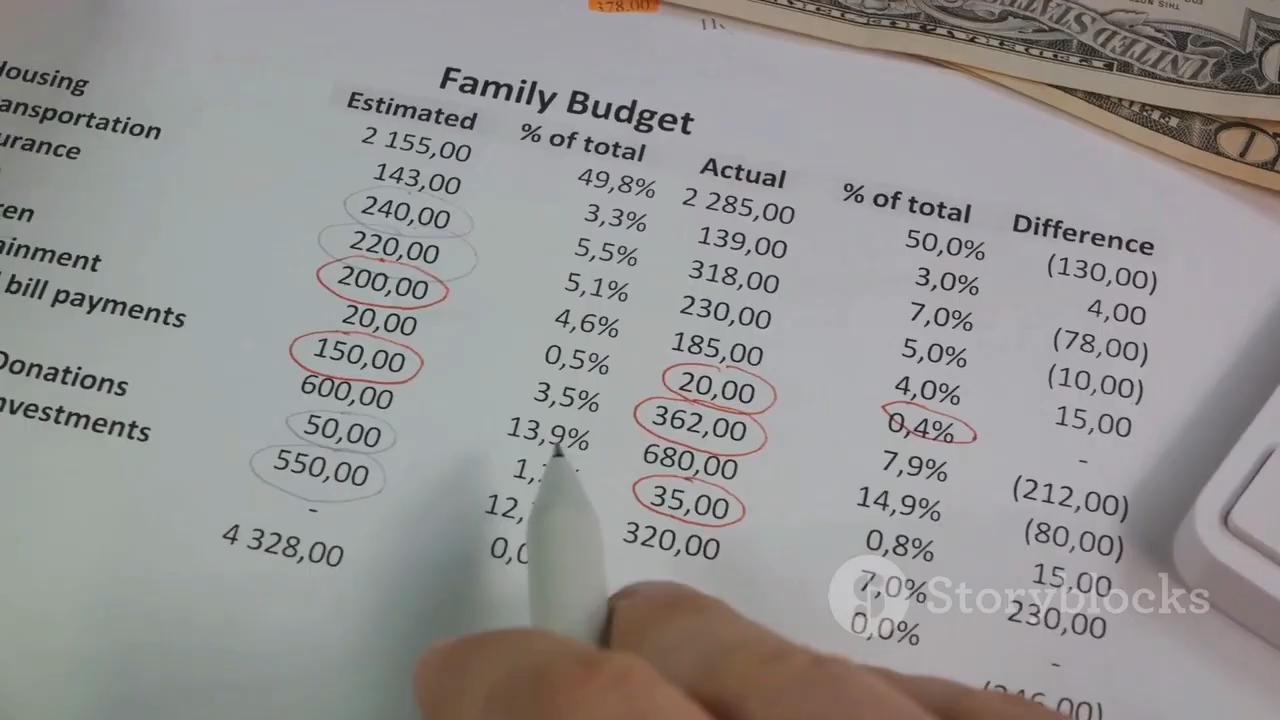 378.00
UNITED STATES
Family Budget
Estimated % of total Actual % of total Difference
Housing 2 155,00 49,8% 2 285,00 50,0% (130,00)
143,00 3,3% 139,00 3,0% 4,00
240,00 5,5% 318,00 7,0% (78,00)
220,00 5,1% 230,00 5,0% (10,00)
200,00 4,6% 185,00 4,0% 15,00
20,00 0,5% 20,00 0,4% -
bill payments 150,00 3,5% 362,00 7,9% (212,00)
600,00 13,9% 680,00 14,9% (80,00)
Donations 50,00 35,00 0,8% 15,00
550,00 320,00 7,0% 230,00
- 0,0% -
4 328,00
Storyblocks